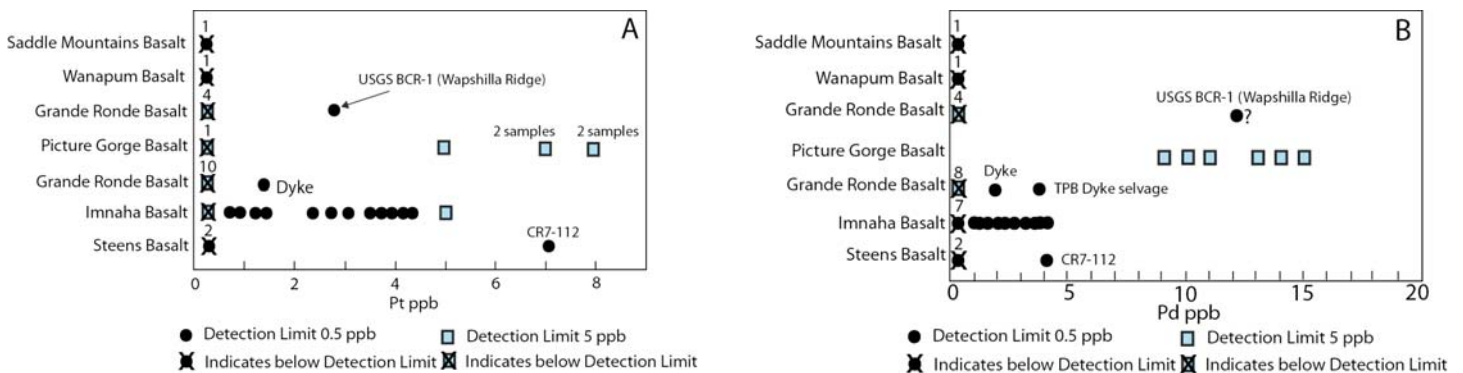 A
1
Saddle Mountains Basalt
1
Wanapum Basalt
4
USGS BCR-1 (Wapshilla Ridge)
Grande Ronde Basalt
1
2 samples 2 samples
Picture Gorge Basalt
10
Grande Ronde Basalt
Dyke
Imnaha Basalt
2
CR7-112
Steens Basalt
0 2 4 6 8
Pt ppb
Detection Limit 0.5 ppb Detection Limit 5 ppb
Indicates below Detection Limit Indicates below Detection Limit
B
1
Saddle Mountains Basalt
1
Wanapum Basalt
4
USGS BCR-1 (Wapshilla Ridge)
Grande Ronde Basalt
?
Picture Gorge Basalt
8
Dyke
Grande Ronde Basalt
TPB Dyke selvage
7
Imnaha Basalt
2
Steens Basalt
CR7-112
0 5 10 15 20
Pd ppb
Detection Limit 0.5 ppb Detection Limit 5 ppb
Indicates below Detection Limit Indicates below Detection Limit